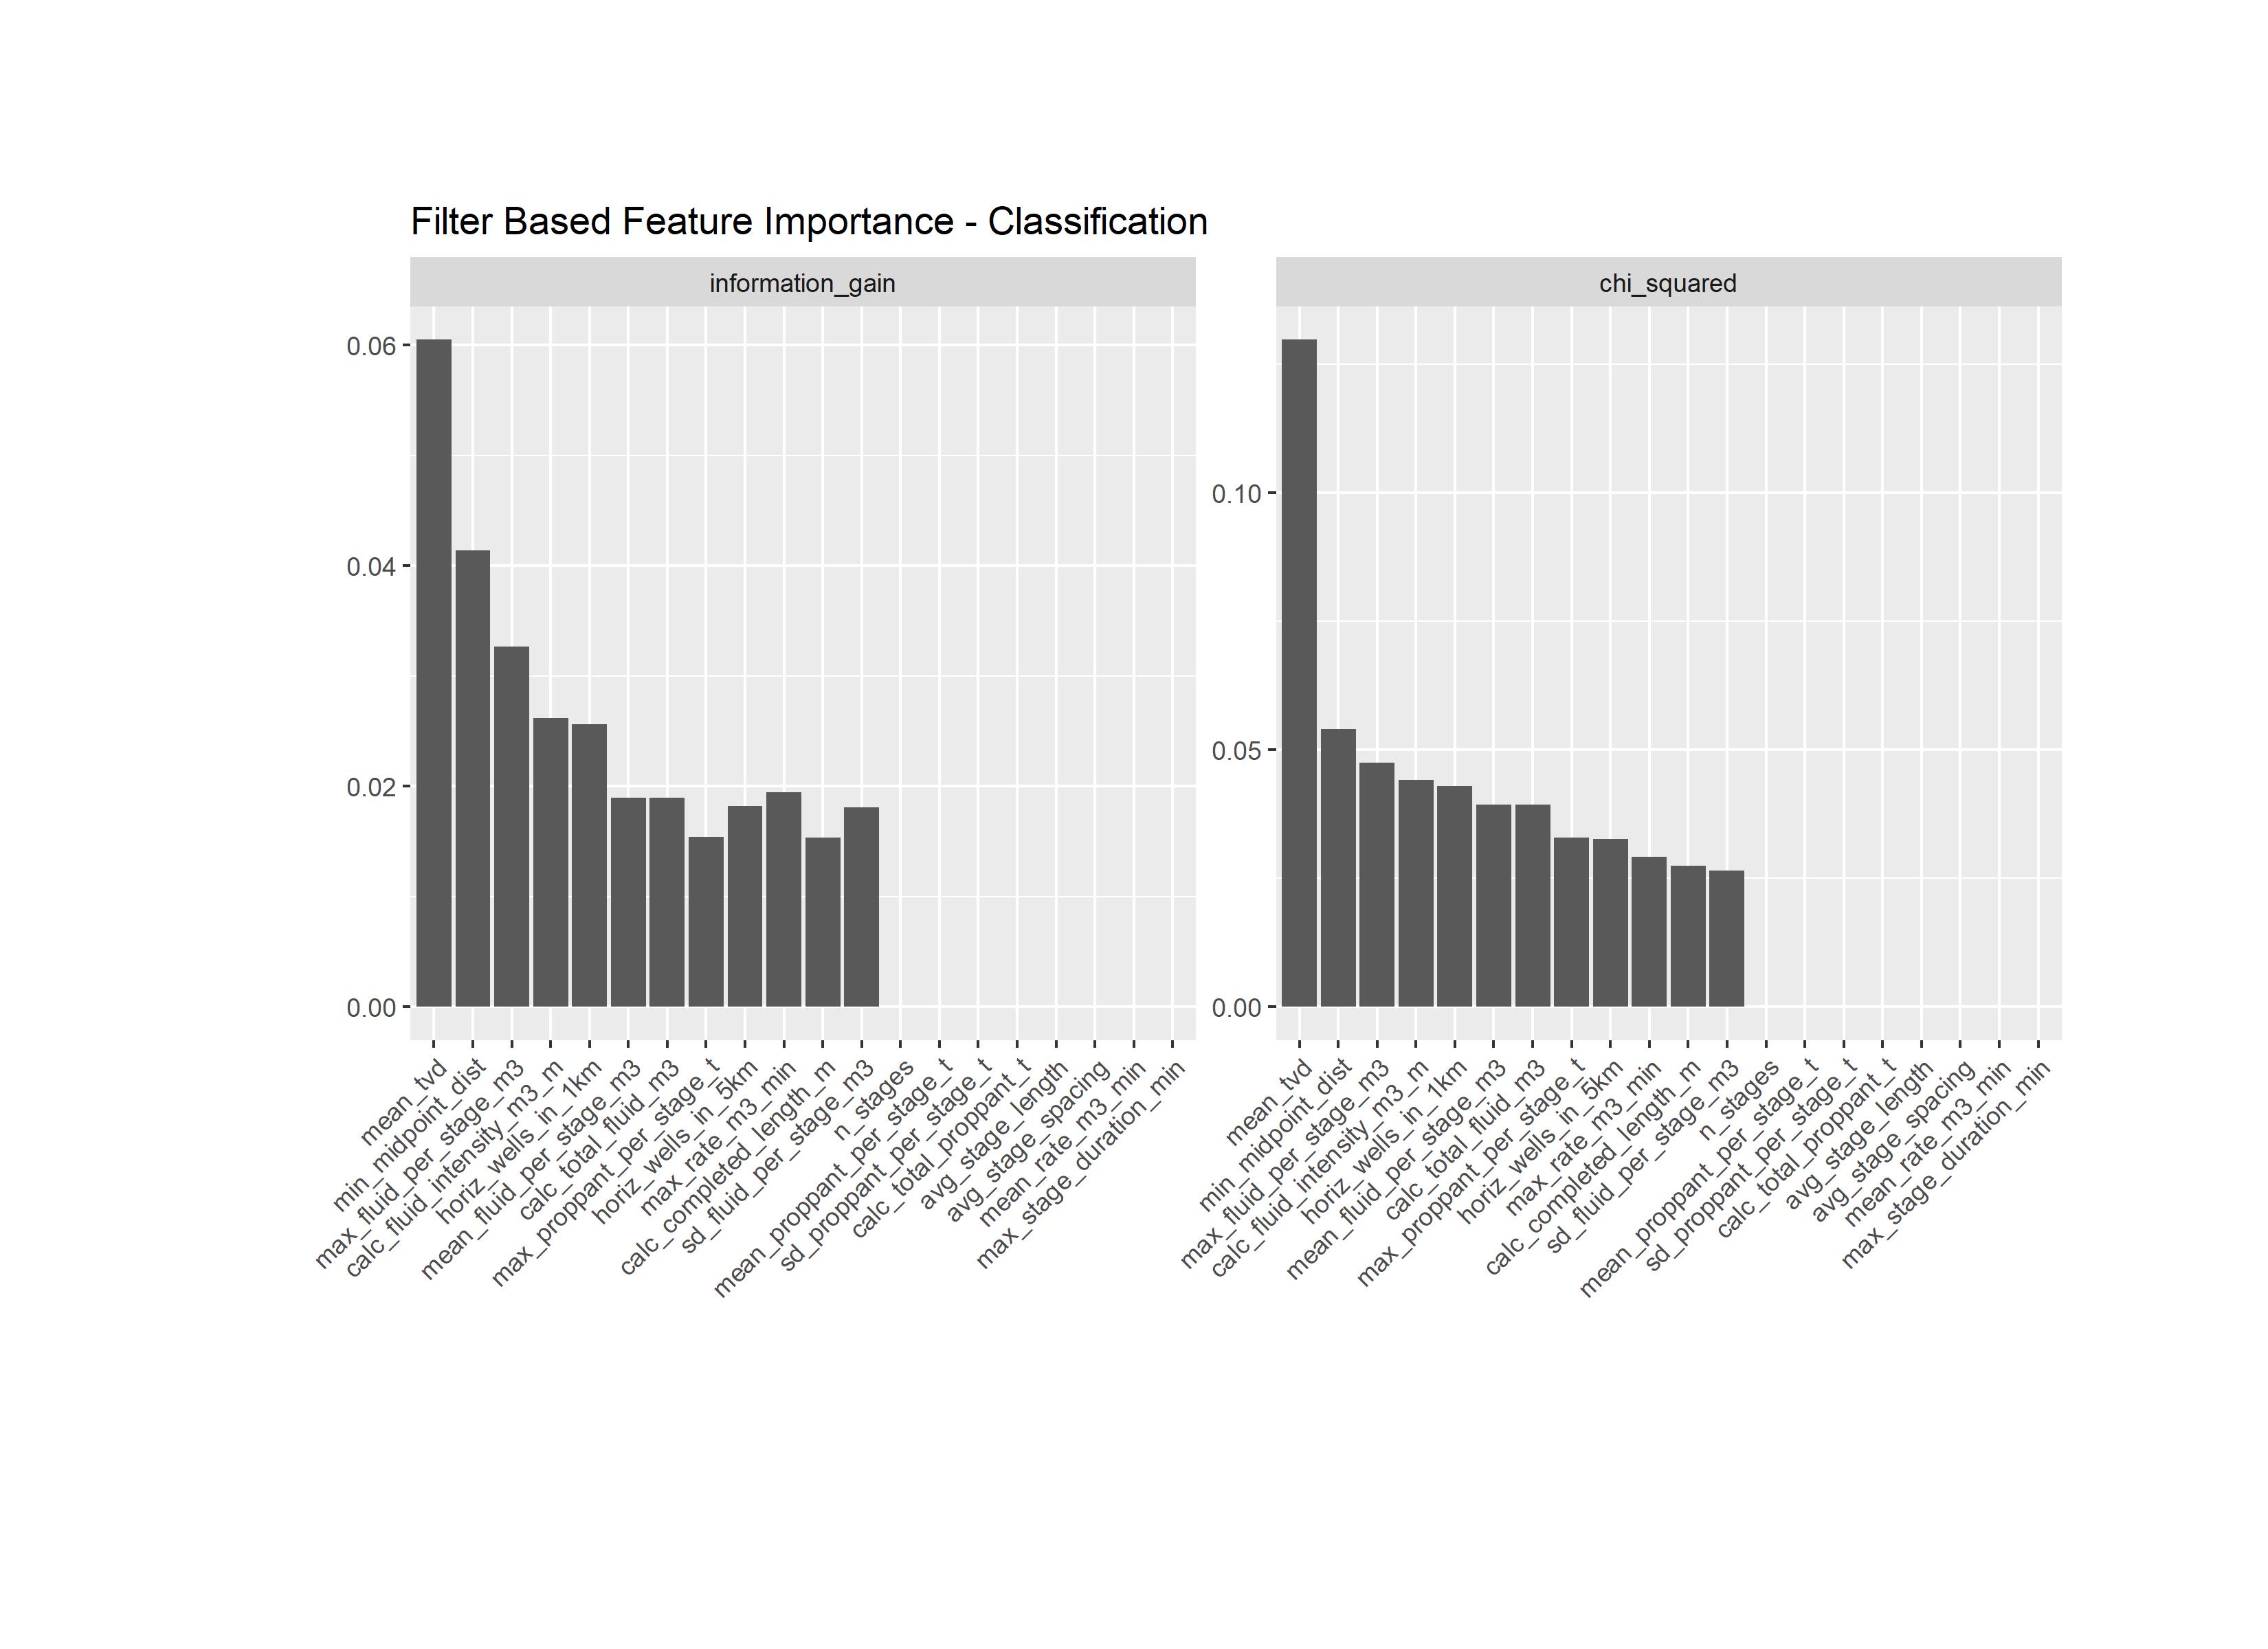 Filter Based Feature Importance - Classification
information_gain
chi_squared
0.06
0.04
0.02
0.00
0.10
0.05
0.00
mean_tvd
min_midpoint_dist
max_fluid_per_stage_m3
calc_fluid_intensity_m3_m
horiz_wells_in_1km
mean_fluid_per_stage_m3
calc_total_fluid_m3
max_proppant_per_stage_t
horiz_wells_in_5km
max_rate_m3_min
calc_completed_length_m
sd_fluid_per_stage_m3
n_stages
mean_proppant_per_stage_t
sd_proppant_per_stage_t
calc_total_proppant_t
avg_stage_length
avg_stage_spacing
mean_rate_m3_min
max_stage_duration_min
mean_tvd
min_midpoint_dist
max_fluid_per_stage_m3
calc_fluid_intensity_m3_m
horiz_wells_in_1km
mean_fluid_per_stage_m3
calc_total_fluid_m3
max_proppant_per_stage_t
horiz_wells_in_5km
max_rate_m3_min
calc_completed_length_m
sd_fluid_per_stage_m3
n_stages
mean_proppant_per_stage_t
sd_proppant_per_stage_t
calc_total_proppant_t
avg_stage_length
avg_stage_spacing
mean_rate_m3_min
max_stage_duration_min